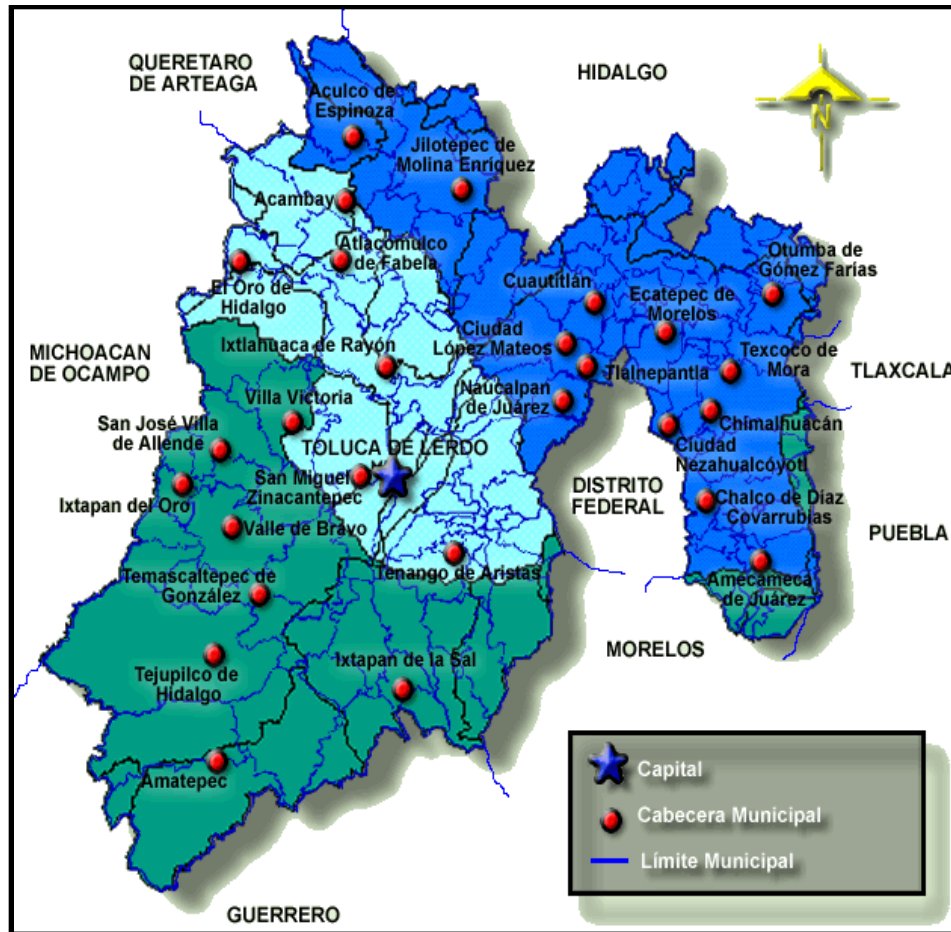 QUERETARO
DE ARTEAGA
HIDALGO
Aculco de
Espinoza
Jilotepec de
Molina Enríquez
N
Acambay
Atlacomulco
de Fabela
Otumba de
Gómez Farías
El Oro de
Hidalgo
Cuautitlán
Ecatepec de
Morelos
Ixtlahuaca de Rayón
Ciudad
López Mateos
Texcoco de
Mora
MICHOACAN
DE OCAMPO
TLAXCALA
Tlalnepantla
Naucalpan
de Juárez
Villa Victoria
San José Villa
de Allende
Chimalhuacán
TOLUCA DE LERDO
Ciudad
Nezahualcóyotl
San Miguel
Zinacantepec
DISTRITO
FEDERAL
Ixtapan del Oro
Chalco de Díaz
Covarrubias
Valle de Bravo
PUEBLA
Tenango de Aristas
Temascaltepec de
González
Amecameca
de Juárez
MORELOS
Ixtapan de la Sal
Tejupilco de
Hidalgo
Amatepec
Capital
Cabecera Municipal
Límite Municipal
GUERRERO